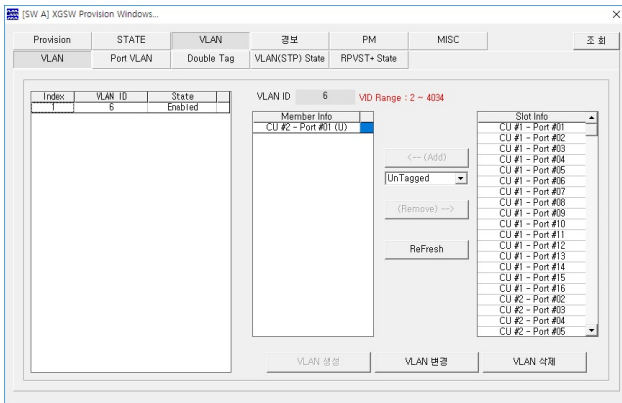 [SW A] XGSW Provision Windows...
Provision STATE VLAN 경보 PM MISC 조 회
VLAN Port VLAN Double Tag VLAN(STP) State RPVST+ State
VLAN ID 6 VID Range : 2 ~ 4034
Index VLAN ID State
1 6 Enabled
Member Info
CU #2 - Port #01 (U)
<-- (Add)
UnTagged
(Remove) -->
ReFresh
Slot Info
CU #1 - Port #01
CU #1 - Port #02
CU #1 - Port #03
CU #1 - Port #04
CU #1 - Port #05
CU #1 - Port #06
CU #1 - Port #07
CU #1 - Port #08
CU #1 - Port #09
CU #1 - Port #10
CU #1 - Port #11
CU #1 - Port #12
CU #1 - Port #13
CU #1 - Port #14
CU #1 - Port #15
CU #1 - Port #16
CU #2 - Port #02
CU #2 - Port #03
CU #2 - Port #04
CU #2 - Port #05
VLAN 생성 VLAN 변경 VLAN 삭제